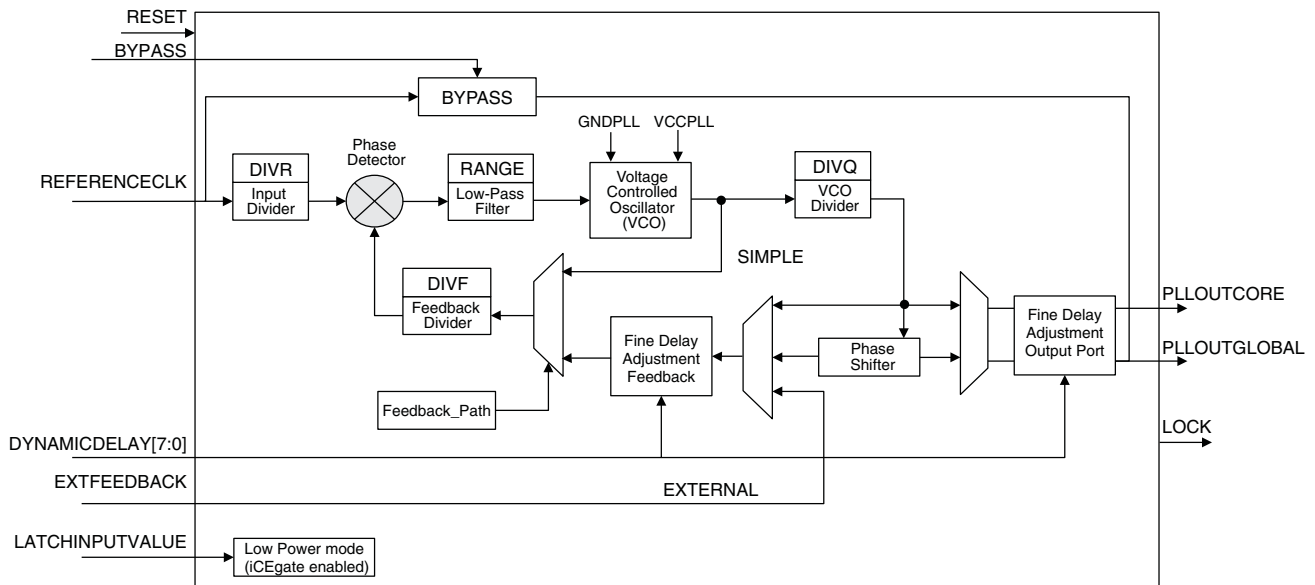 RESET
BYPASS
BYPASS
GNDPLL
VCCPLL
Phase
Detector
REFERENCECLK
DIVR
Input
Divider
RANGE
Low-Pass
Filter
Voltage
Controlled
Oscillator
(VCO)
DIVQ
VCO
Divider
SIMPLE
DIVF
Feedback
Divider
Fine Delay
Adjustment
Feedback
Phase
Shifter
Fine Delay
Adjustment
Output Port
PLLOUTCORE
PLLOUTGLOBAL
Feedback_Path
DYNAMICDELAY[7:0]
LOCK
EXTFEEDBACK
EXTERNAL
LATCHINPUTVALUE
Low Power mode
(iCEgate enabled)